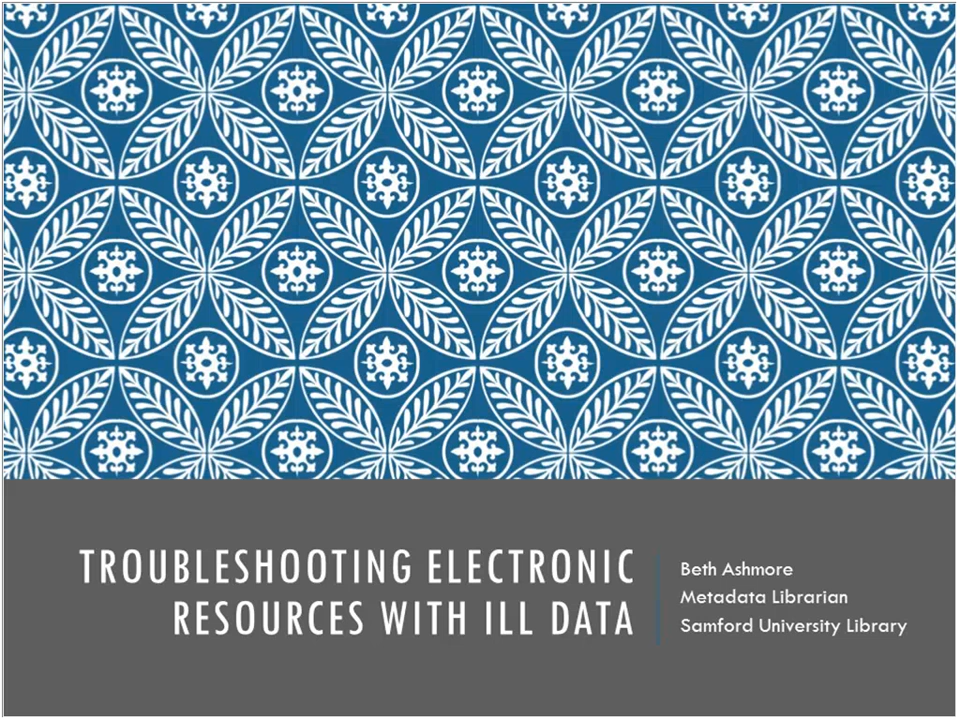 TROUBLESHOOTING ELECTRONIC
RESOURCES WITH ILL DATA
Beth Ashmore
Metadata Librarian
Samford University Library